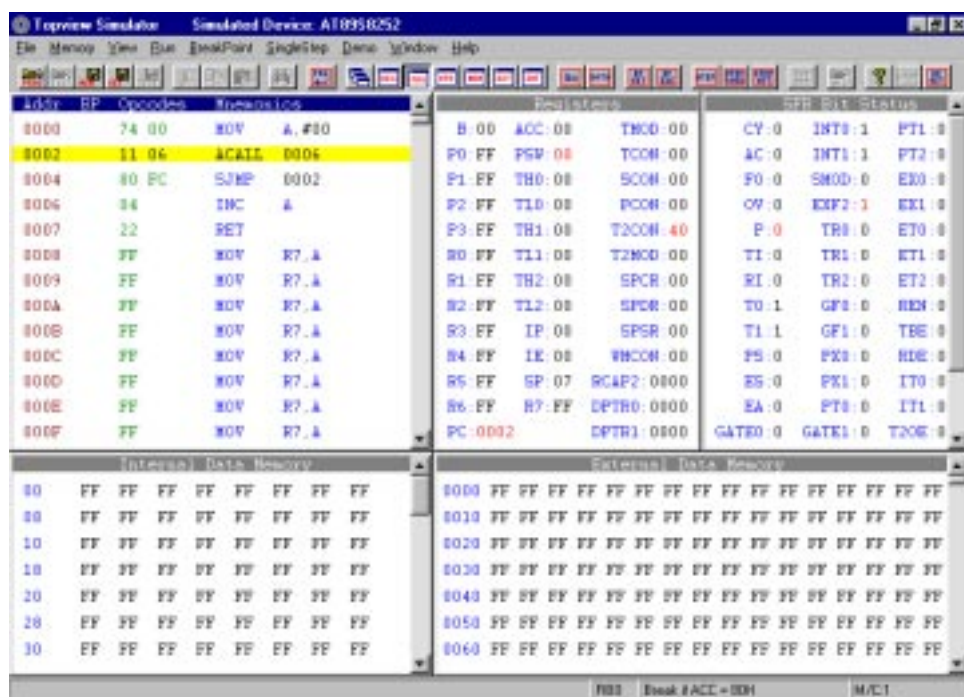 Topview Simulator Simulated Device: AT89S8252
File Memory View Run BreakPoint SingleStep Demo Window Help
Addr BP Opcodes Mnemonics
0000 74 00 MOV A,#00
0002 11 06 ACALL 0006
0004 80 FC SJMP 0002
0006 04 INC A
0007 22 RET
0008 FF MOV R7,A
0009 FF MOV R7,A
000A FF MOV R7,A
000B FF MOV R7,A
000C FF MOV R7,A
000D FF MOV R7,A
000E FF MOV R7,A
000F FF MOV R7,A
Registers
B:00 ACC:00 TMOD:00
P0:FF PSW:00 TCON:00
P1:FF TH0:00 SCON:00
P2:FF TL0:00 PCON:00
P3:FF TH1:00 T2CON:40
R0:FF TL1:00 T2MOD:00
R1:FF TH2:00 SPCR:00
R2:FF TL2:00 SPDR:00
R3:FF IP:00 SPSR:00
R4:FF IE:00 WMCON:00
R5:FF SP:07 RCAP2:0000
R6:FF R7:FF DPTR0:0000
PC:0002 DPTR1:0000
SFR Bit Status
CY:0 INT0:1 PT1:0
AC:0 INT1:1 PT2:0
F0:0 SMOD:0 EX0:0
OV:0 EXF2:1 EX1:0
P:0 TR0:0 ET0:0
TI:0 TR1:0 ET1:0
RI:0 TR2:0 ET2:0
T0:1 GF0:0 REN:0
T1:1 GF1:0 TBE:0
PS:0 PX0:0 RDE:0
ES:0 PX1:0 IT0:0
EA:0 PT0:0 IT1:0
GATE0:0 GATE1:0 T2OE:0
Internal Data Memory
00 FF FF FF FF FF FF FF FF
08 FF FF FF FF FF FF FF FF
10 FF FF FF FF FF FF FF FF
18 FF FF FF FF FF FF FF FF
20 FF FF FF FF FF FF FF FF
28 FF FF FF FF FF FF FF FF
30 FF FF FF FF FF FF FF FF
External Data Memory
0000 FF FF FF FF FF FF FF FF FF FF FF FF FF FF FF FF
0010 FF FF FF FF FF FF FF FF FF FF FF FF FF FF FF FF
0020 FF FF FF FF FF FF FF FF FF FF FF FF FF FF FF FF
0030 FF FF FF FF FF FF FF FF FF FF FF FF FF FF FF FF
0040 FF FF FF FF FF FF FF FF FF FF FF FF FF FF FF FF
0050 FF FF FF FF FF FF FF FF FF FF FF FF FF FF FF FF
0060 FF FF FF FF FF FF FF FF FF FF FF FF FF FF FF FF
RB0 Break if ACC = 00H M/C:1